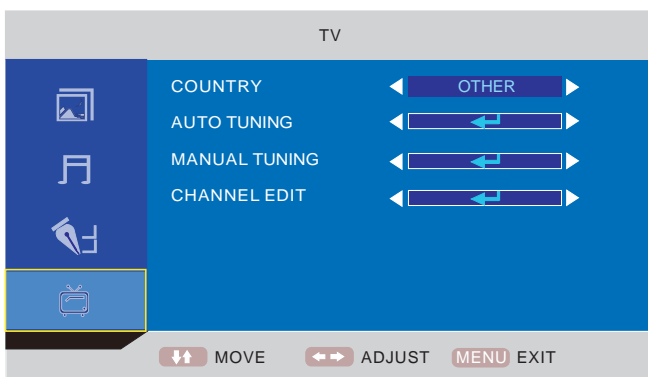 TV
COUNTRY OTHER
AUTO TUNING
MANUAL TUNING
CHANNEL EDIT
MOVE ADJUST MENU EXIT